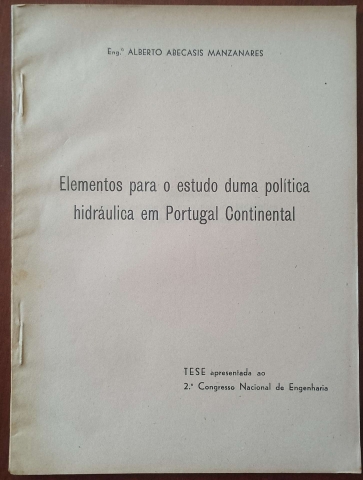 Eng.º ALBERTO ABECASIS MANZANARES
Elementos para o estudo duma política
hidráulica em Portugal Continental
TESE apresentada ao
2.º Congresso Nacional de Engenharia